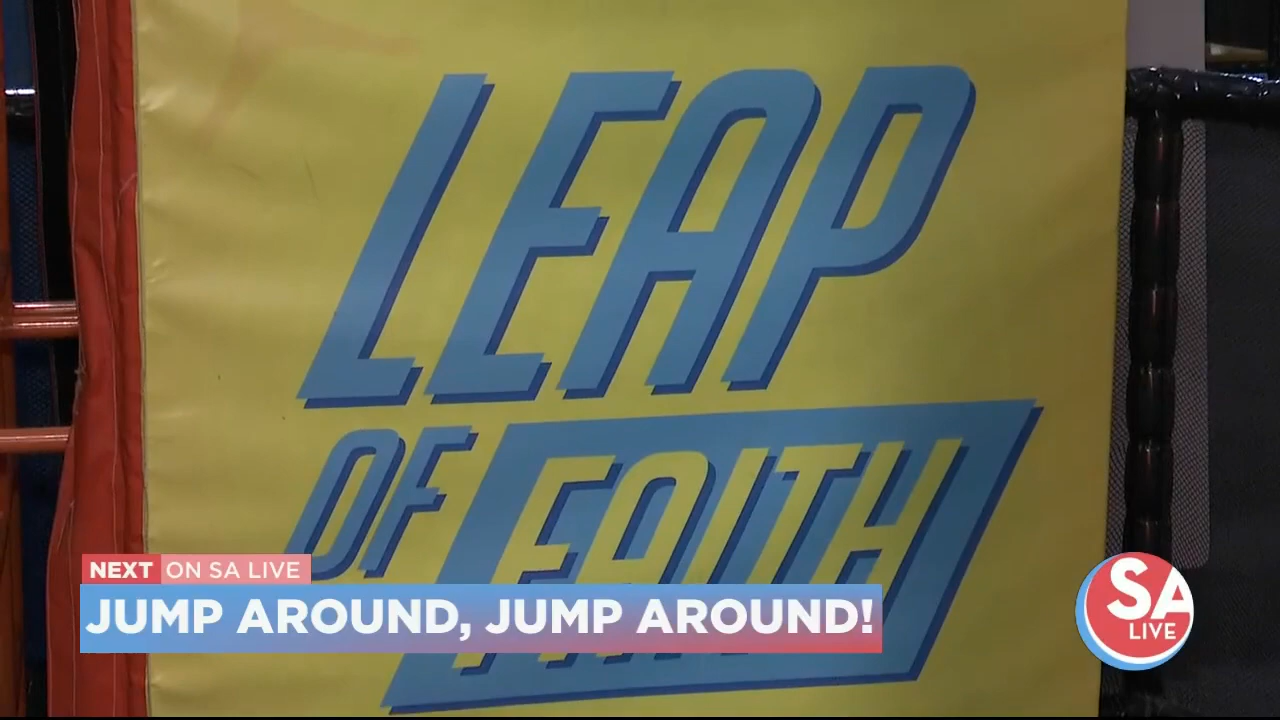 LEAP
OF FAITH
NEXT ON SA LIVE
JUMP AROUND, JUMP AROUND!
SA
LIVE